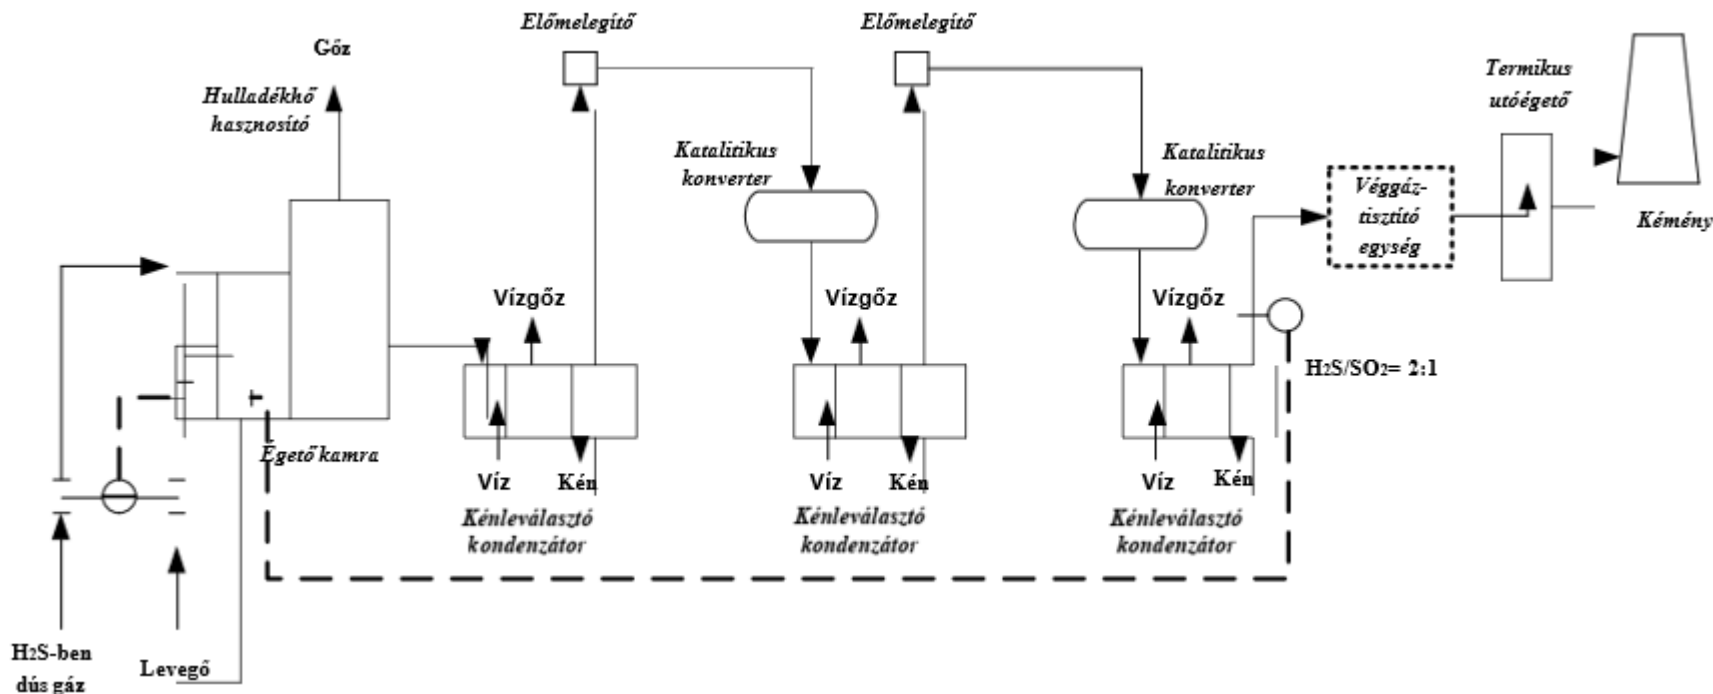 Előmelegítő
Előmelegítő
Gőz
Hulladékhő
hasznosító
Termikus
utóégető
Katalitikus
konverter
Katalitikus
konverter
Véggáz-
tisztító
egység
Kémény
Vízgőz
Vízgőz
Vízgőz
H2S/SO2= 2:1
Égető kamra
Víz
Kén
Víz
Kén
Víz
Kén
Kénleválasztó
kondenzátor
Kénleválasztó
kondenzátor
Kénleválasztó
kondenzátor
H2S-ben
dús gáz
Levegő